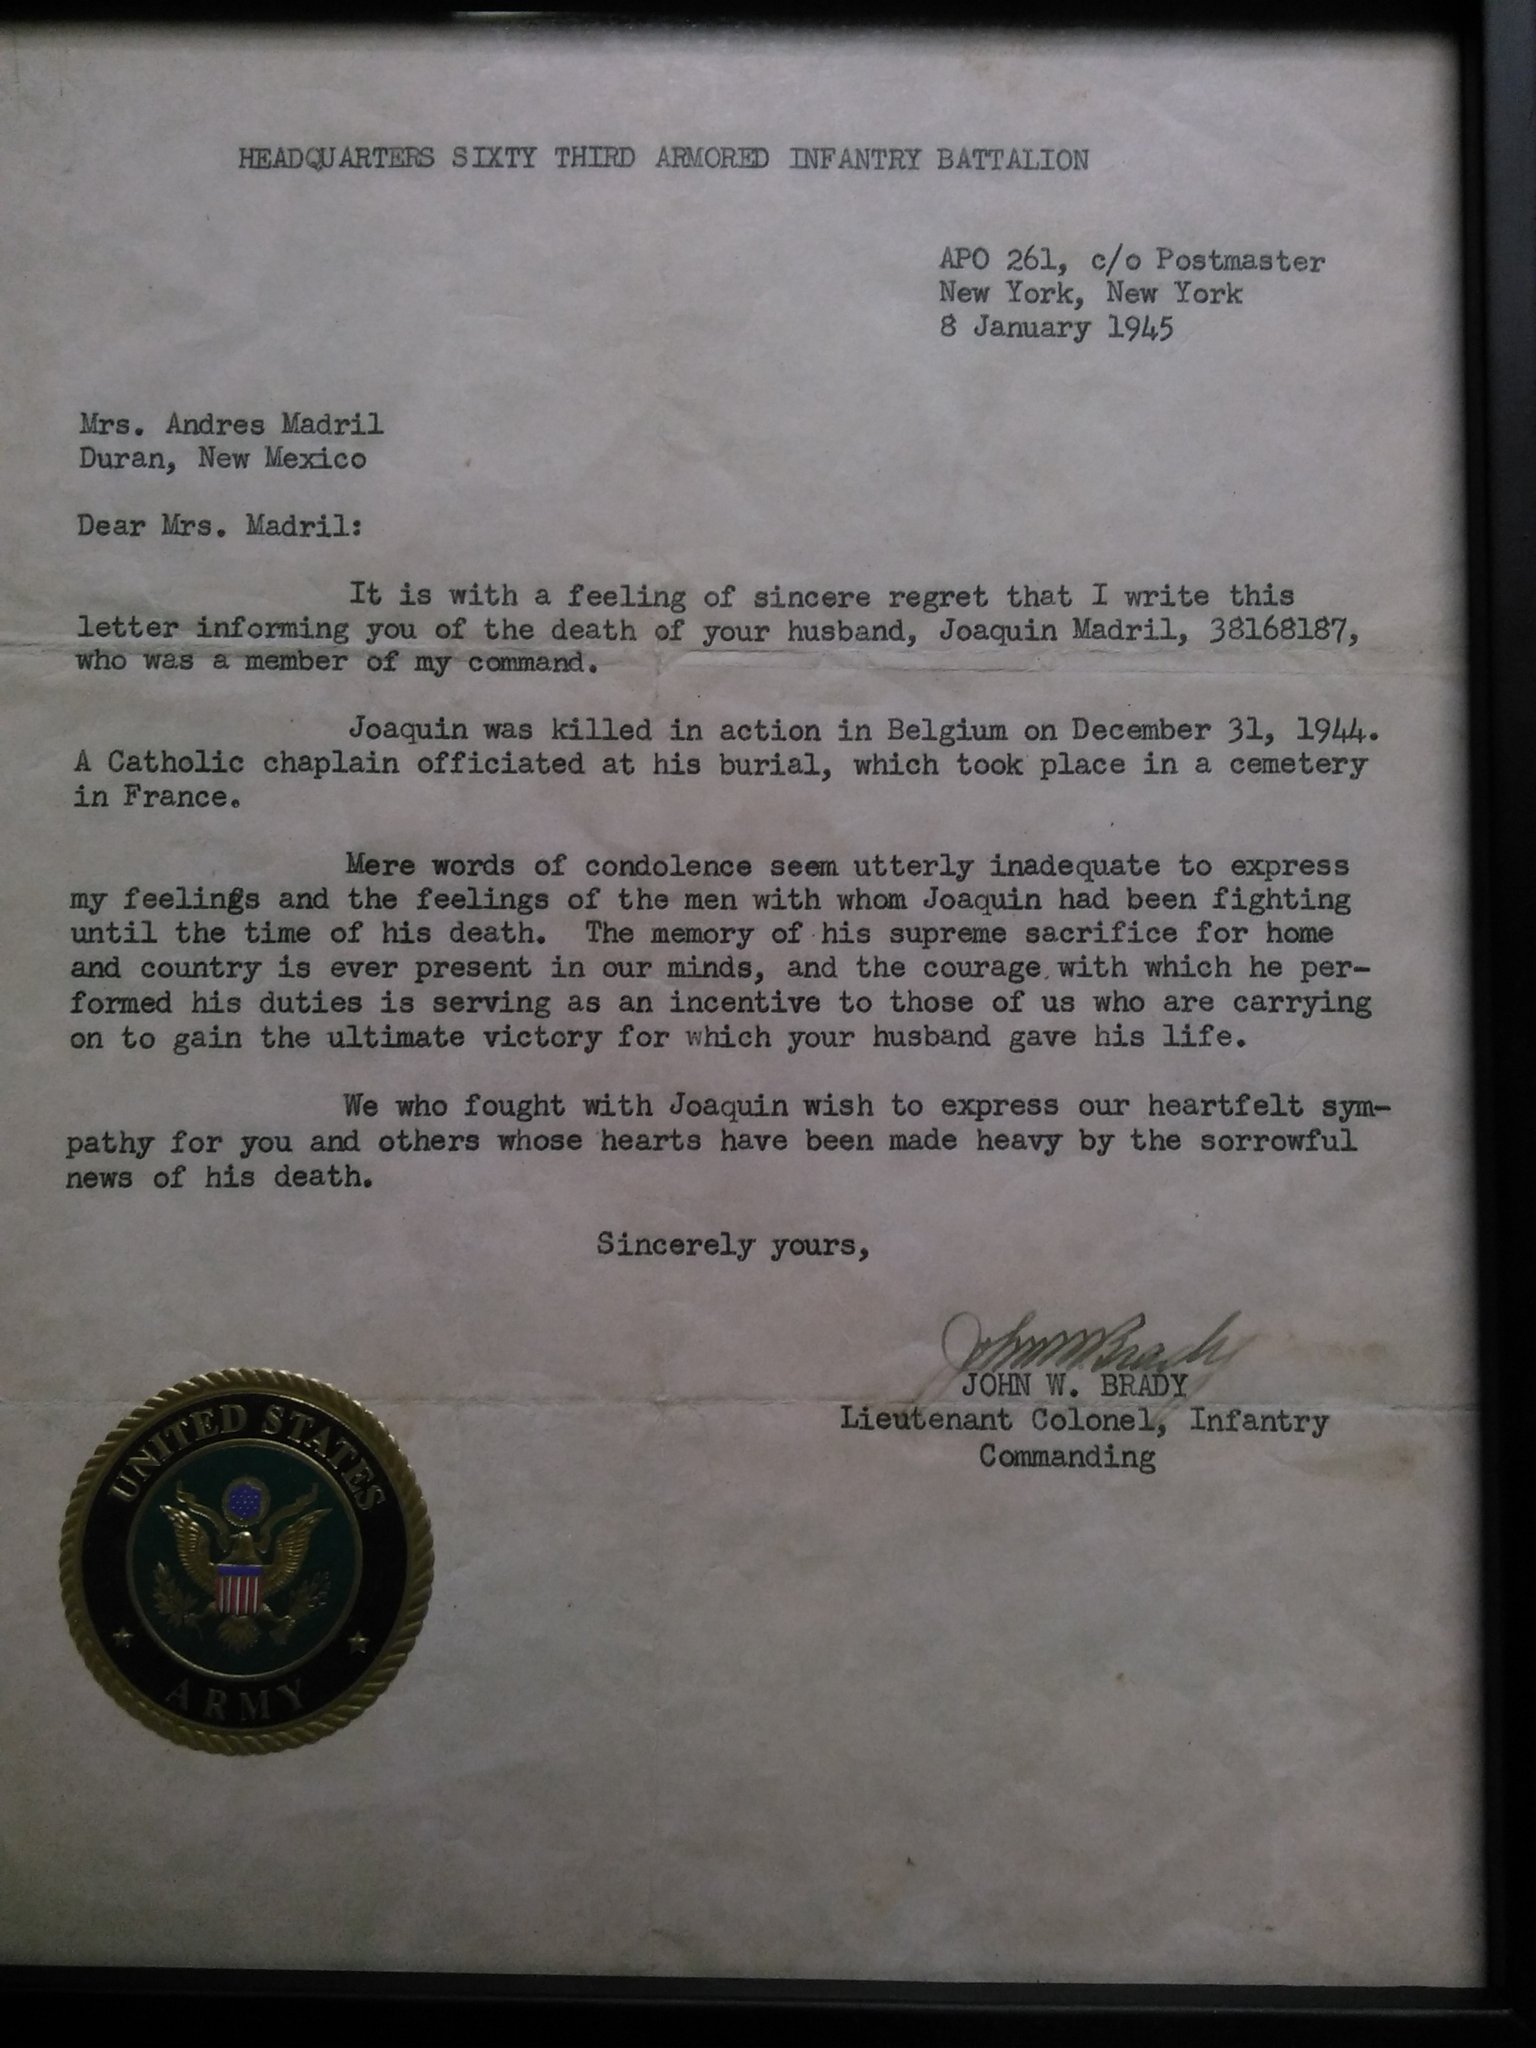 HEADQUARTERS SIXTY THIRD ARMORED INFANTRY BATTALION
APO 261, c/o Postmaster
New York, New York
8 January 1945
Mrs. Andres Madril
Duran, New Mexico
Dear Mrs. Madril:
It is with a feeling of sincere regret that I write this
letter informing you of the death of your husband, Joaquin Madril, 38168187,
who was a member of my command.
Joaquin was killed in action in Belgium on December 31, 1944.
A Catholic chaplain officiated at his burial, which took place in a cemetery
in France.
Mere words of condolence seem utterly inadequate to express
my feelings and the feelings of the men with whom Joaquin had been fighting
until the time of his death. The memory of his supreme sacrifice for home
and country is ever present in our minds, and the courage with which he per-
formed his duties is serving as an incentive to those of us who are carrying
on to gain the ultimate victory for which your husband gave his life.
We who fought with Joaquin wish to express our heartfelt sym-
pathy for you and others whose hearts have been made heavy by the sorrowful
news of his death.
Sincerely yours,
John W Brady
JOHN W. BRADY
Lieutenant Colonel, Infantry
Commanding
UNITED STATES
ARMY